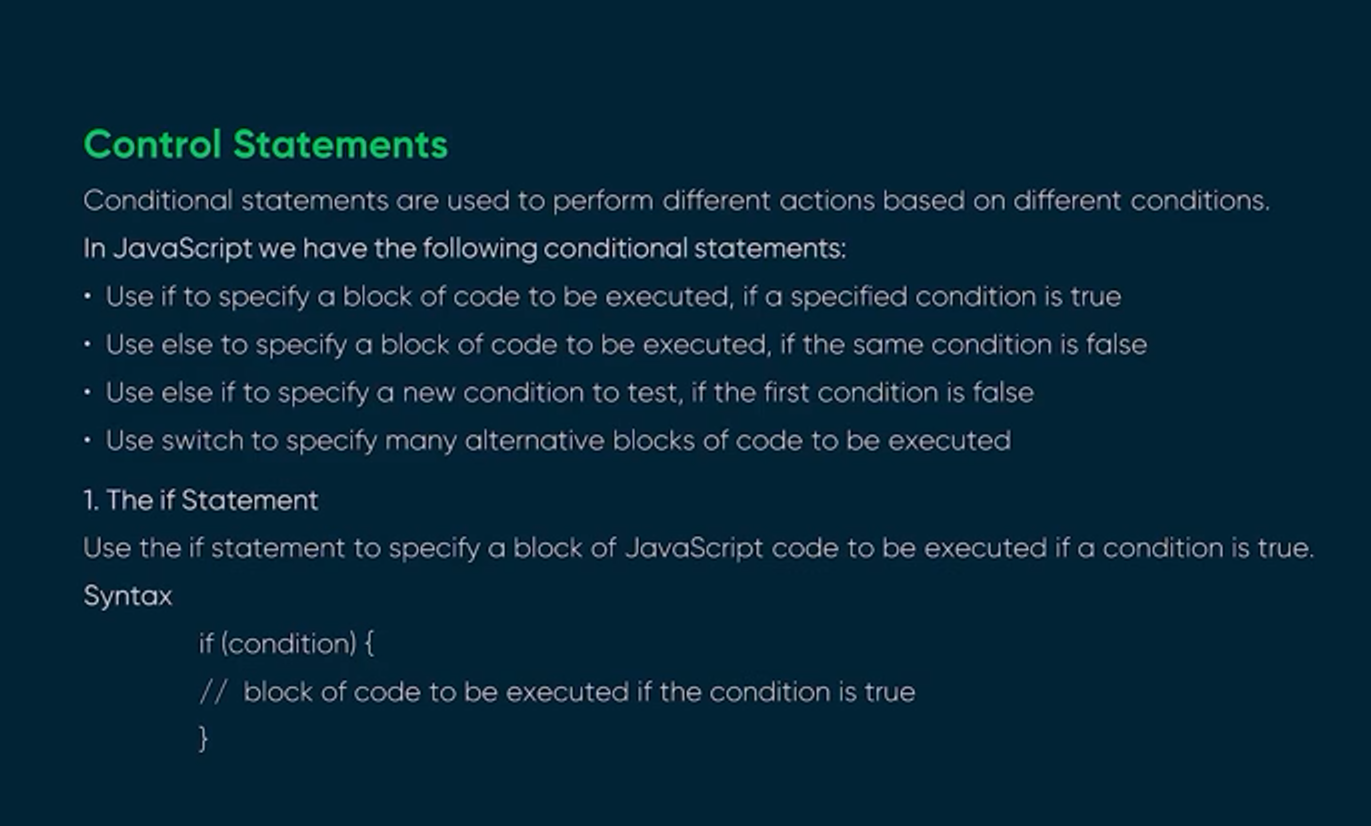 Control Statements
Conditional statements are used to perform different actions based on different conditions.
In JavaScript we have the following conditional statements:
• Use if to specify a block of code to be executed, if a specified condition is true
• Use else to specify a block of code to be executed, if the same condition is false
• Use else if to specify a new condition to test, if the first condition is false
• Use switch to specify many alternative blocks of code to be executed
1. The if Statement
Use the if statement to specify a block of JavaScript code to be executed if a condition is true.
Syntax
if (condition) {
// block of code to be executed if the condition is true
}